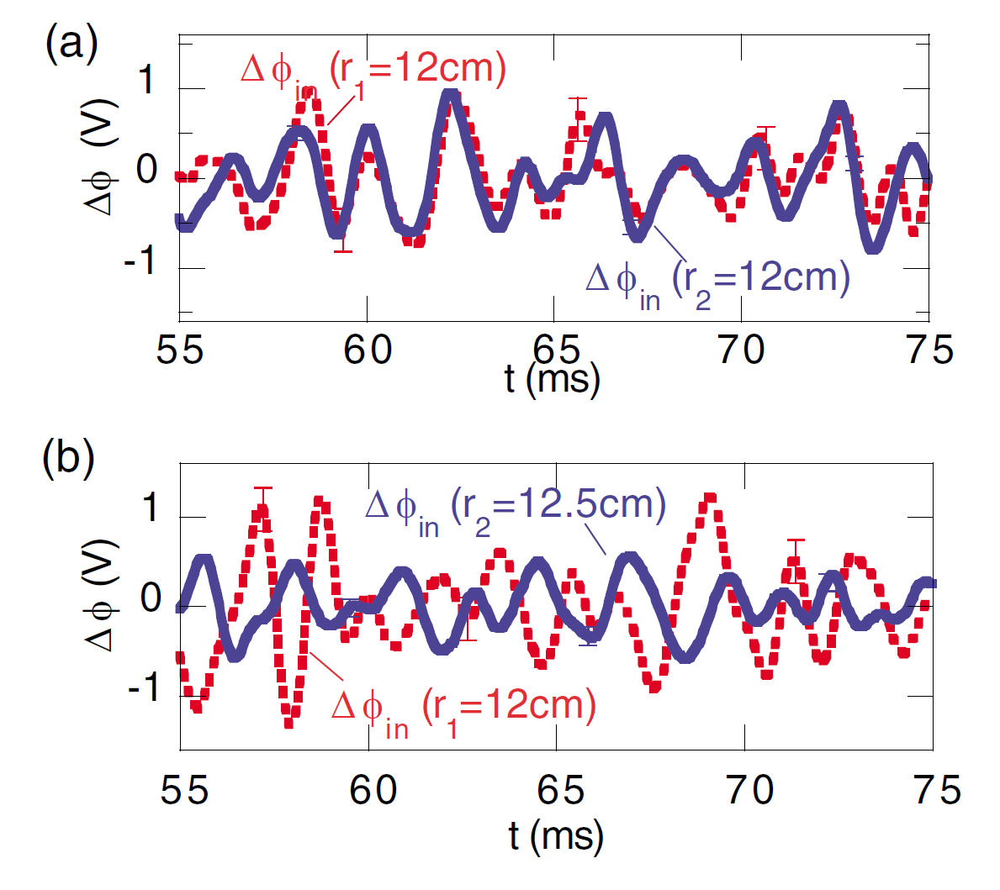 (a)
Δϕ (V)
1
0
-1
Δϕin (r1=12cm)
Δϕin (r2=12cm)
55 60 65 70 75
t (ms)
(b)
Δϕ (V)
1
0
-1
Δϕin (r2=12.5cm)
Δϕin (r1=12cm)
55 60 65 70 75
t (ms)